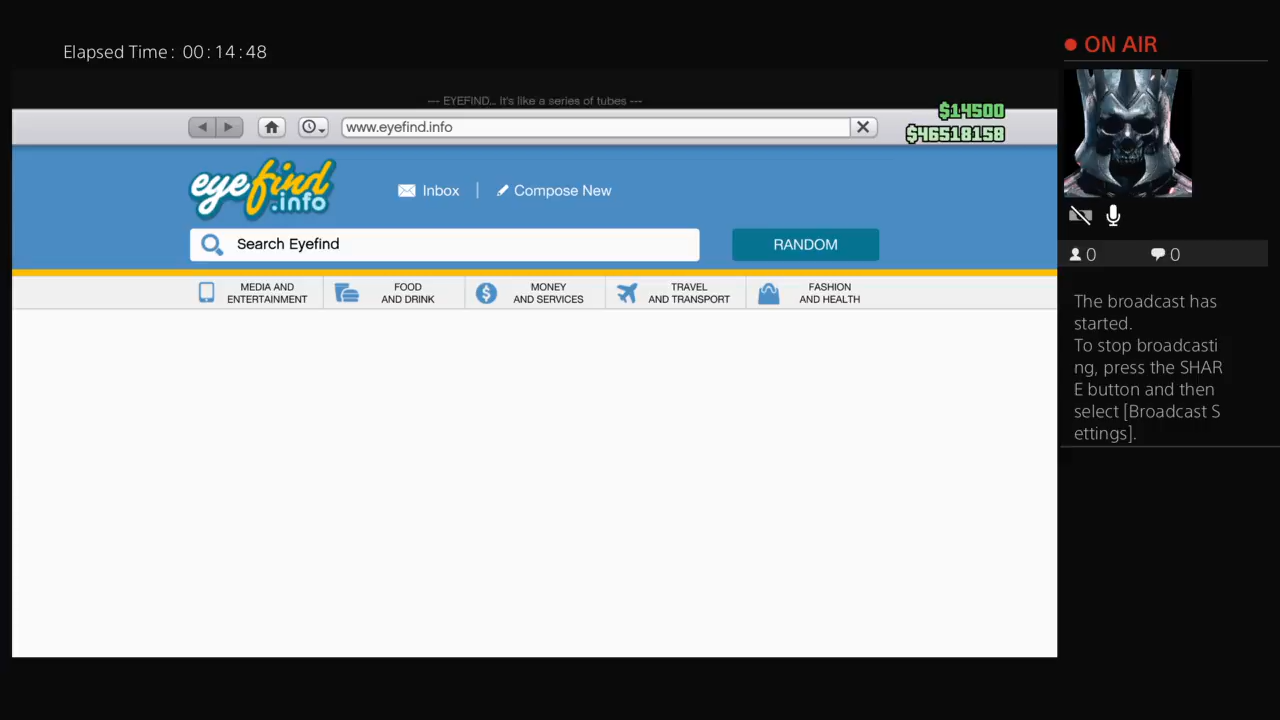 Elapsed Time: 00:14:48
ON AIR
--- EYEFIND... It's like a series of tubes ---
www.eyefind.info
$14500
$46518158
eyefind.info
Inbox | Compose New
Search Eyefind
RANDOM
MEDIA AND
ENTERTAINMENT
FOOD
AND DRINK
MONEY
AND SERVICES
TRAVEL
AND TRANSPORT
FASHION
AND HEALTH
0 0
The broadcast has
started.
To stop broadcasti
ng, press the SHAR
E button and then
select [Broadcast S
ettings].